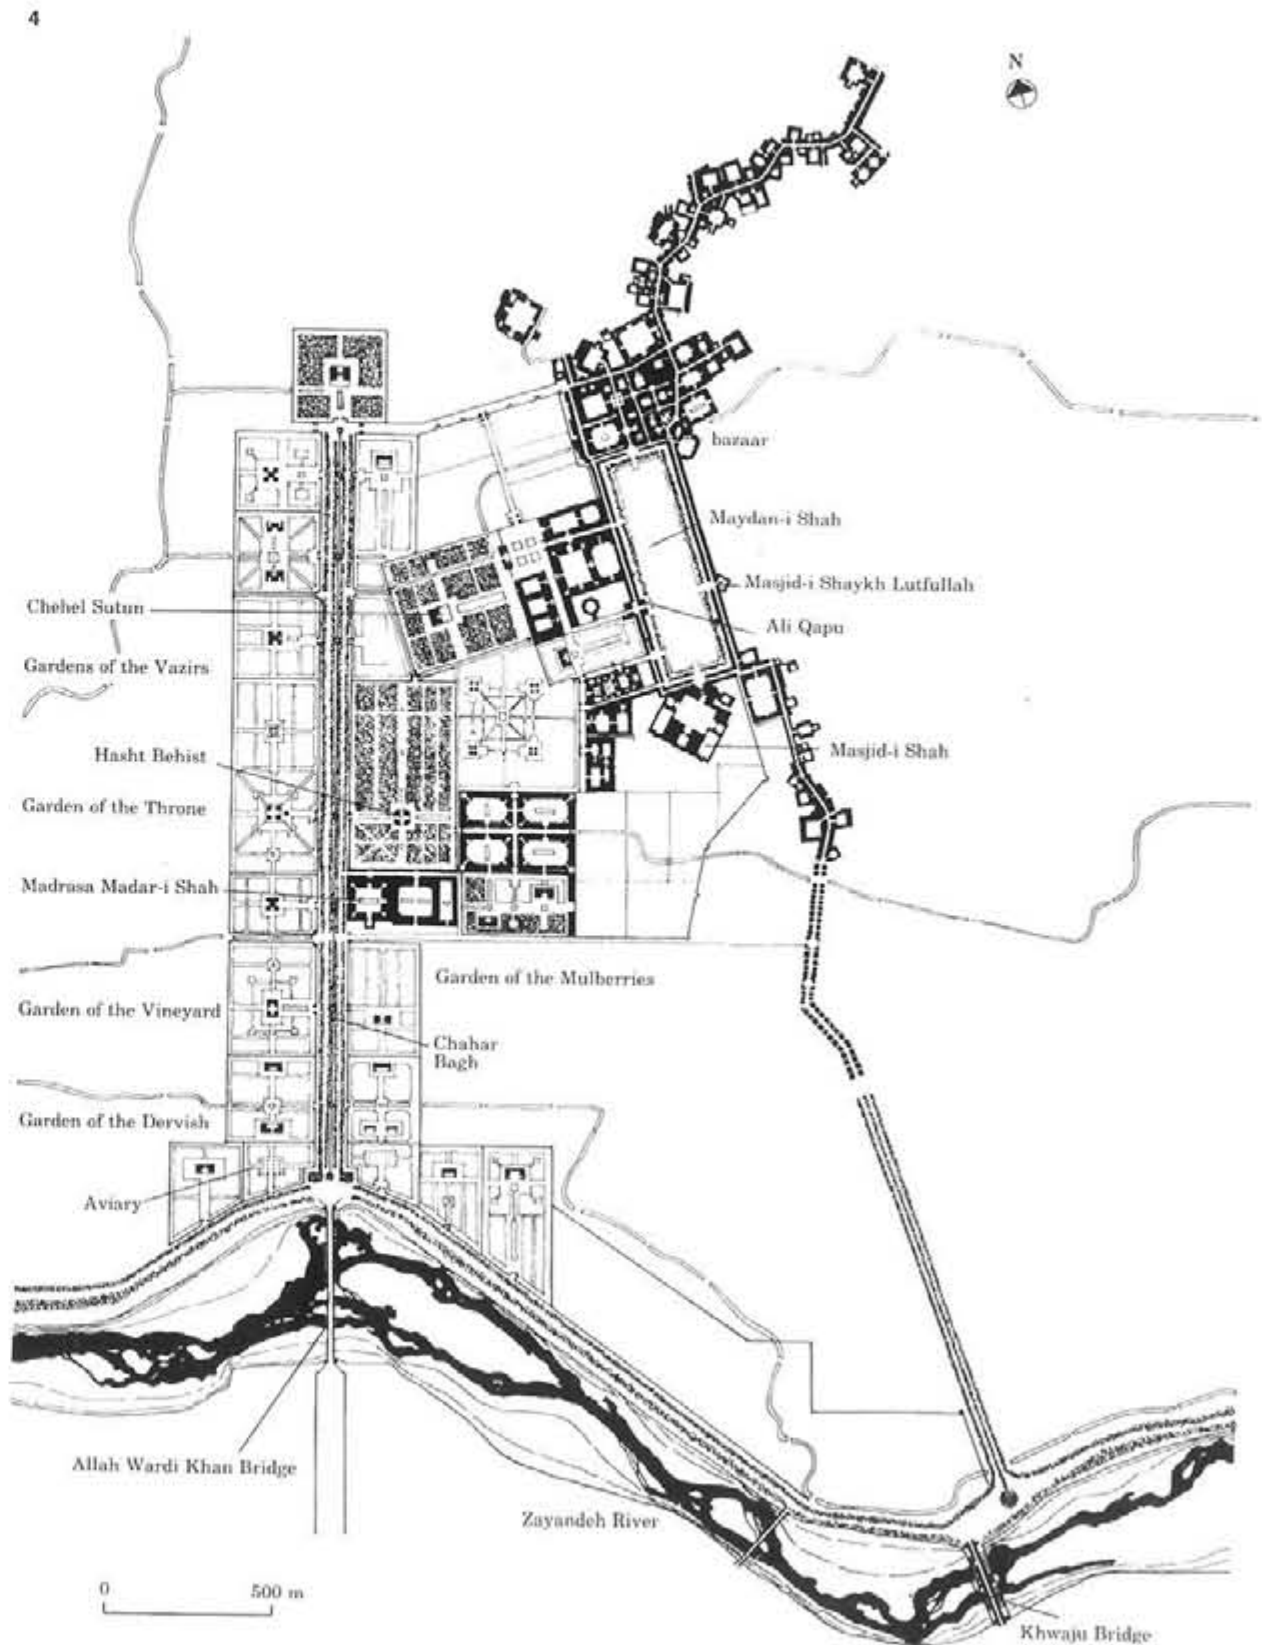 4
N
bazaar
Maydan-i Shah
Masjid-i Shaykh Lutfullah
Chehel Sutun
Ali Qapu
Gardens of the Vazirs
Masjid-i Shah
Hasht Behist
Garden of the Throne
Madrasa Madar-i Shah
Garden of the Mulberries
Garden of the Vineyard
Chahar
Bagh
Garden of the Dervish
Aviary
Allah Wardi Khan Bridge
Zayandeh River
0 500 m
Khwaju Bridge